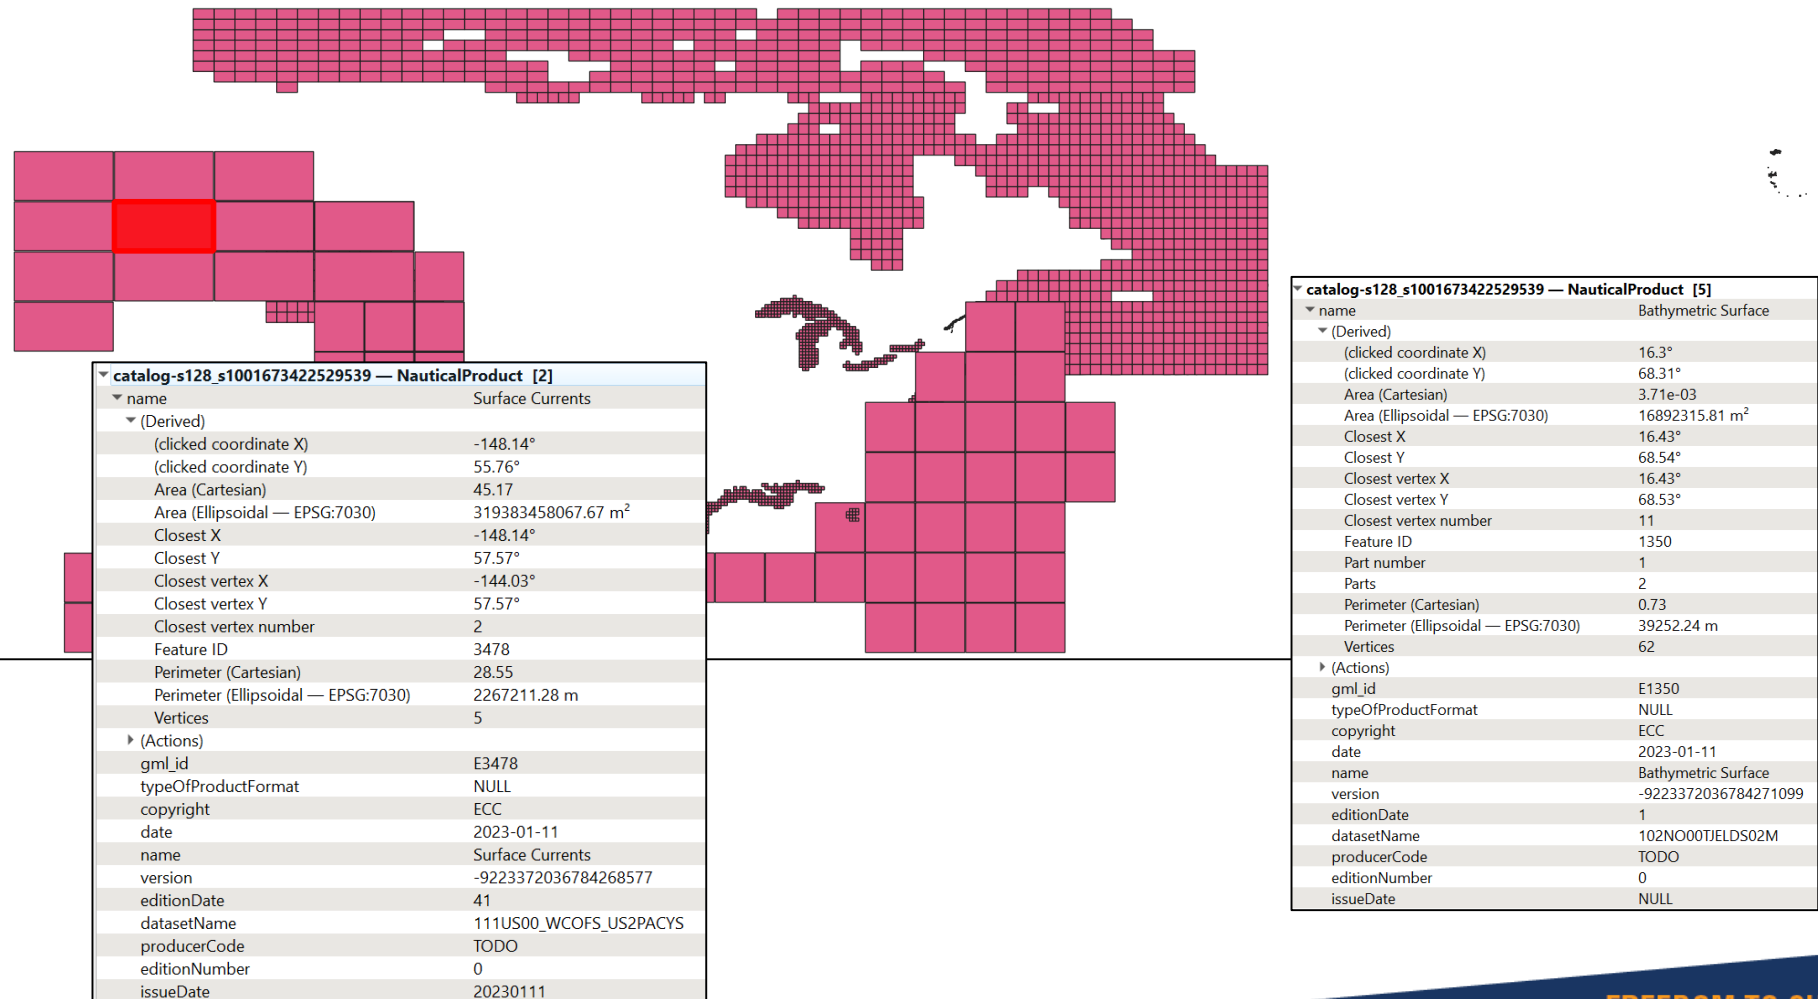 catalog-s128_s1001673422529539 — NauticalProduct [2]
name Surface Currents
(Derived)
(clicked coordinate X) -148.14°
(clicked coordinate Y) 55.76°
Area (Cartesian) 45.17
Area (Ellipsoidal — EPSG:7030) 319383458067.67 m²
Closest X -148.14°
Closest Y 57.57°
Closest vertex X -144.03°
Closest vertex Y 57.57°
Closest vertex number 2
Feature ID 3478
Perimeter (Cartesian) 28.55
Perimeter (Ellipsoidal — EPSG:7030) 2267211.28 m
Vertices 5
(Actions)
gml_id E3478
typeOfProductFormat NULL
copyright ECC
date 2023-01-11
name Surface Currents
version -9223372036784268577
editionDate 41
datasetName 111US00_WCOFS_US2PACYS
producerCode TODO
editionNumber 0
issueDate 20230111
catalog-s128_s1001673422529539 — NauticalProduct [5]
name Bathymetric Surface
(Derived)
(clicked coordinate X) 16.3°
(clicked coordinate Y) 68.31°
Area (Cartesian) 3.71e-03
Area (Ellipsoidal — EPSG:7030) 16892315.81 m²
Closest X 16.43°
Closest Y 68.54°
Closest vertex X 16.43°
Closest vertex Y 68.53°
Closest vertex number 11
Feature ID 1350
Part number 1
Parts 2
Perimeter (Cartesian) 0.73
Perimeter (Ellipsoidal — EPSG:7030) 39252.24 m
Vertices 62
(Actions)
gml_id E1350
typeOfProductFormat NULL
copyright ECC
date 2023-01-11
name Bathymetric Surface
version -9223372036784271099
editionDate 1
datasetName 102NO00TJELDS02M
producerCode TODO
editionNumber 0
issueDate NULL
FREEDOM TO